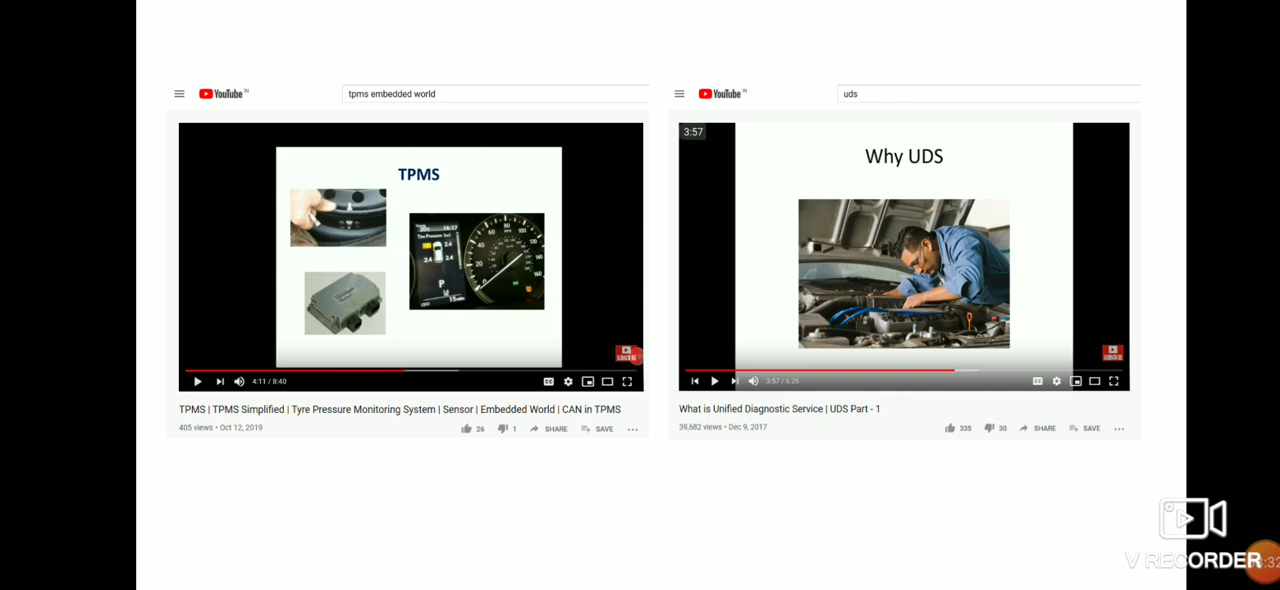 YouTube IN
tpms embedded world
TPMS
4:11 / 8:40
TPMS | TPMS Simplified | Tyre Pressure Monitoring System | Sensor | Embedded World | CAN in TPMS
405 views • Oct 12, 2019
26
1
SHARE
SAVE
YouTube IN
uds
3:57
Why UDS
3:57 / 6:26
What is Unified Diagnostic Service | UDS Part - 1
39,682 views • Dec 9, 2017
335
30
SHARE
SAVE
V RECORDER